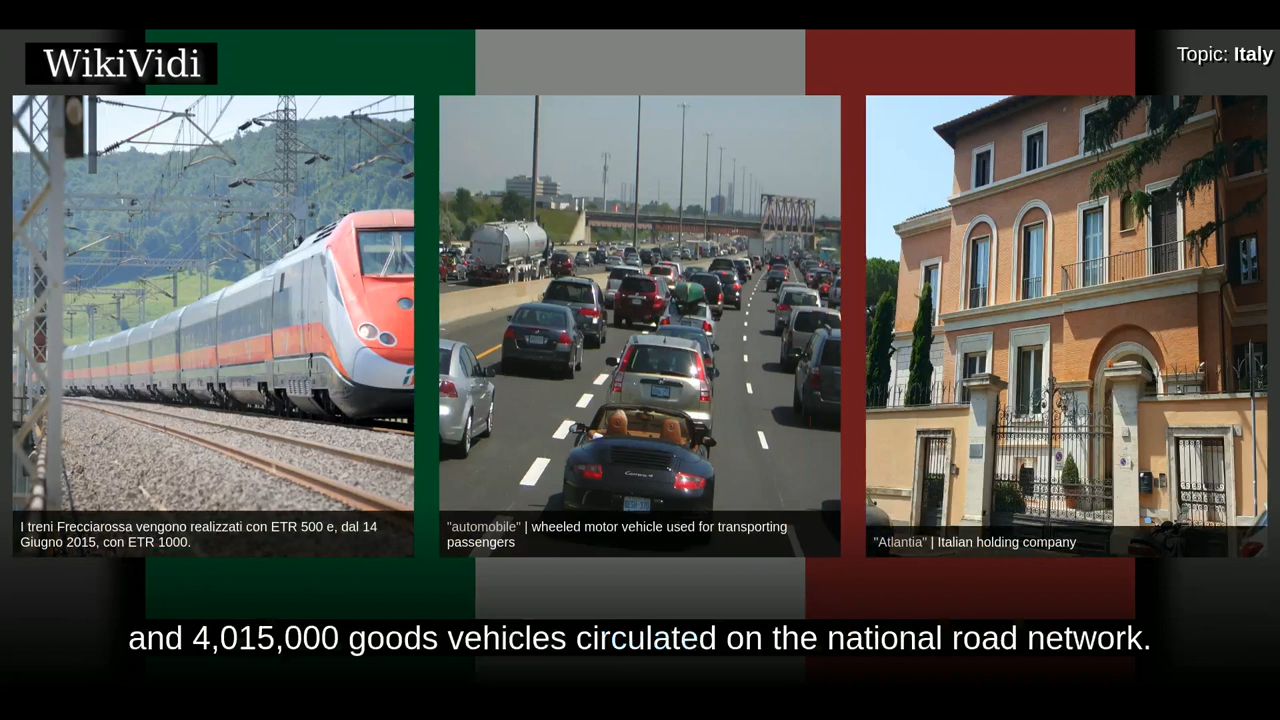 WikiVidi
Topic: Italy
I treni Frecciarossa vengono realizzati con ETR 500 e, dal 14
Giugno 2015, con ETR 1000.
"automobile" | wheeled motor vehicle used for transporting
passengers
"Atlantia" | Italian holding company
and 4,015,000 goods vehicles circulated on the national road network.